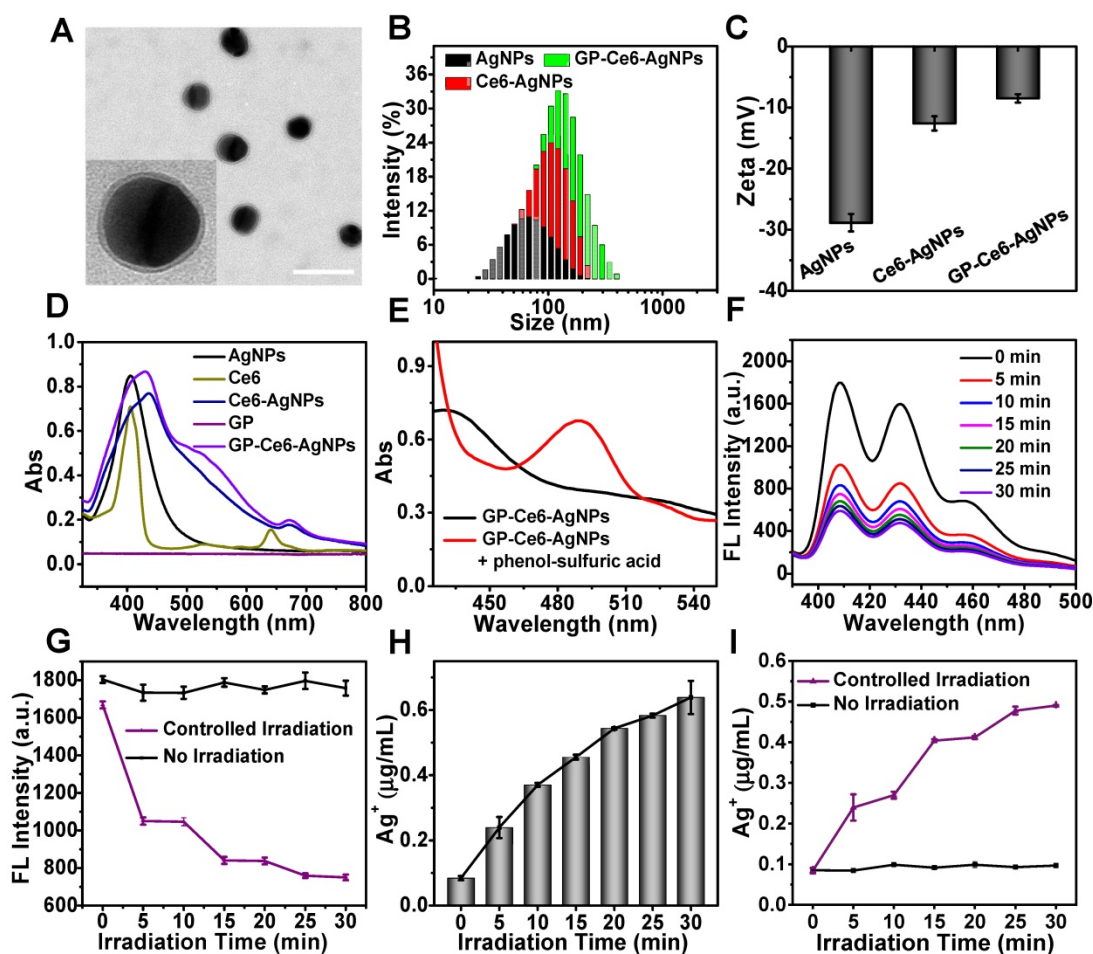 A
B
AgNPs
GP-Ce6-AgNPs
Ce6-AgNPs
Intensity (%)
36
30
24
18
12
6
0
10
100
1000
Size (nm)
C
0
-10
-20
-30
-40
Zeta (mV)
AgNPs
Ce6-AgNPs
GP-Ce6-AgNPs
D
1.0
0.8
0.6
0.4
0.2
0.0
Abs
AgNPs
Ce6
Ce6-AgNPs
GP
GP-Ce6-AgNPs
400
500
600
700
800
Wavelength (nm)
E
0.9
0.6
0.3
0.0
Abs
GP-Ce6-AgNPs
GP-Ce6-AgNPs
+ phenol-sulfuric acid
450
480
510
540
Wavelength (nm)
F
2000
1600
1200
800
400
0
FL Intensity (a.u.)
0 min
5 min
10 min
15 min
20 min
25 min
30 min
400
420
440
460
480
500
Wavelength (nm)
G
1800
1600
1400
1200
1000
800
600
FL Intensity (a.u.)
Controlled Irradiation
No Irradiation
0 5 10 15 20 25 30
Irradiation Time (min)
H
0.6
0.4
0.2
0.0
Ag⁺ (μg/mL)
0 5 10 15 20 25 30
Irradiation Time (min)
I
0.6
0.5
0.4
0.3
0.2
0.1
0.0
Ag⁺ (μg/mL)
Controlled Irradiation
No Irradiation
0 5 10 15 20 25 30
Irradiation Time (min)